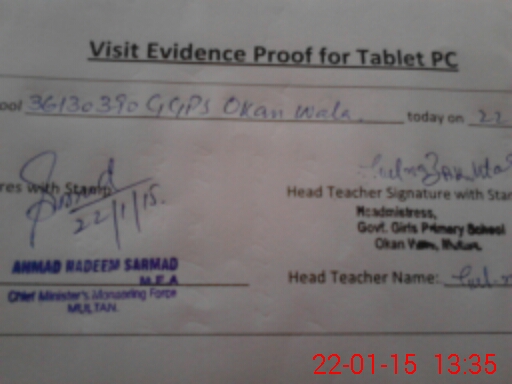 Visit Evidence Proof for Tablet PC
ool 36130390 GGPS Okan wala. today on 22
res with Stamp
22/1/15.
Head Teacher Signature with Star
Headmistress,
Govt. Girls Primary School
Okan Multan.
AHMAD NADEEM SARMAD
M.E.A
Chief Minister's Monitoring Force
MULTAN.
Head Teacher Name:
22-01-15 13:35